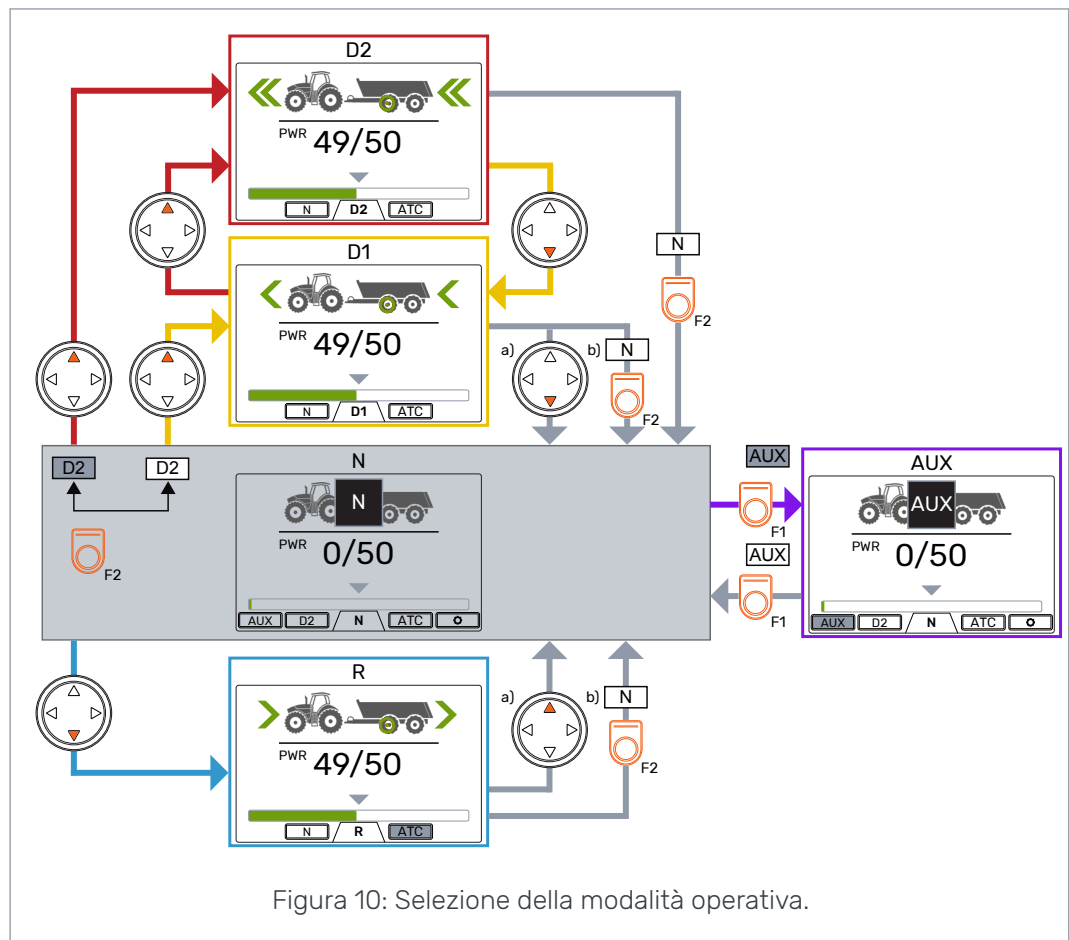 D2
PWR 49/50
N D2 ATC
D1
PWR 49/50
N D1 ATC
N
F2
a)
b) N
F2
D2 D2
F2
N
N
PWR 0/50
AUX D2 N ATC
AUX
F1
AUX
F1
AUX
AUX
PWR 0/50
AUX D2 N ATC
R
PWR 49/50
N R ATC
a)
b) N
F2
Figura 10: Selezione della modalità operativa.